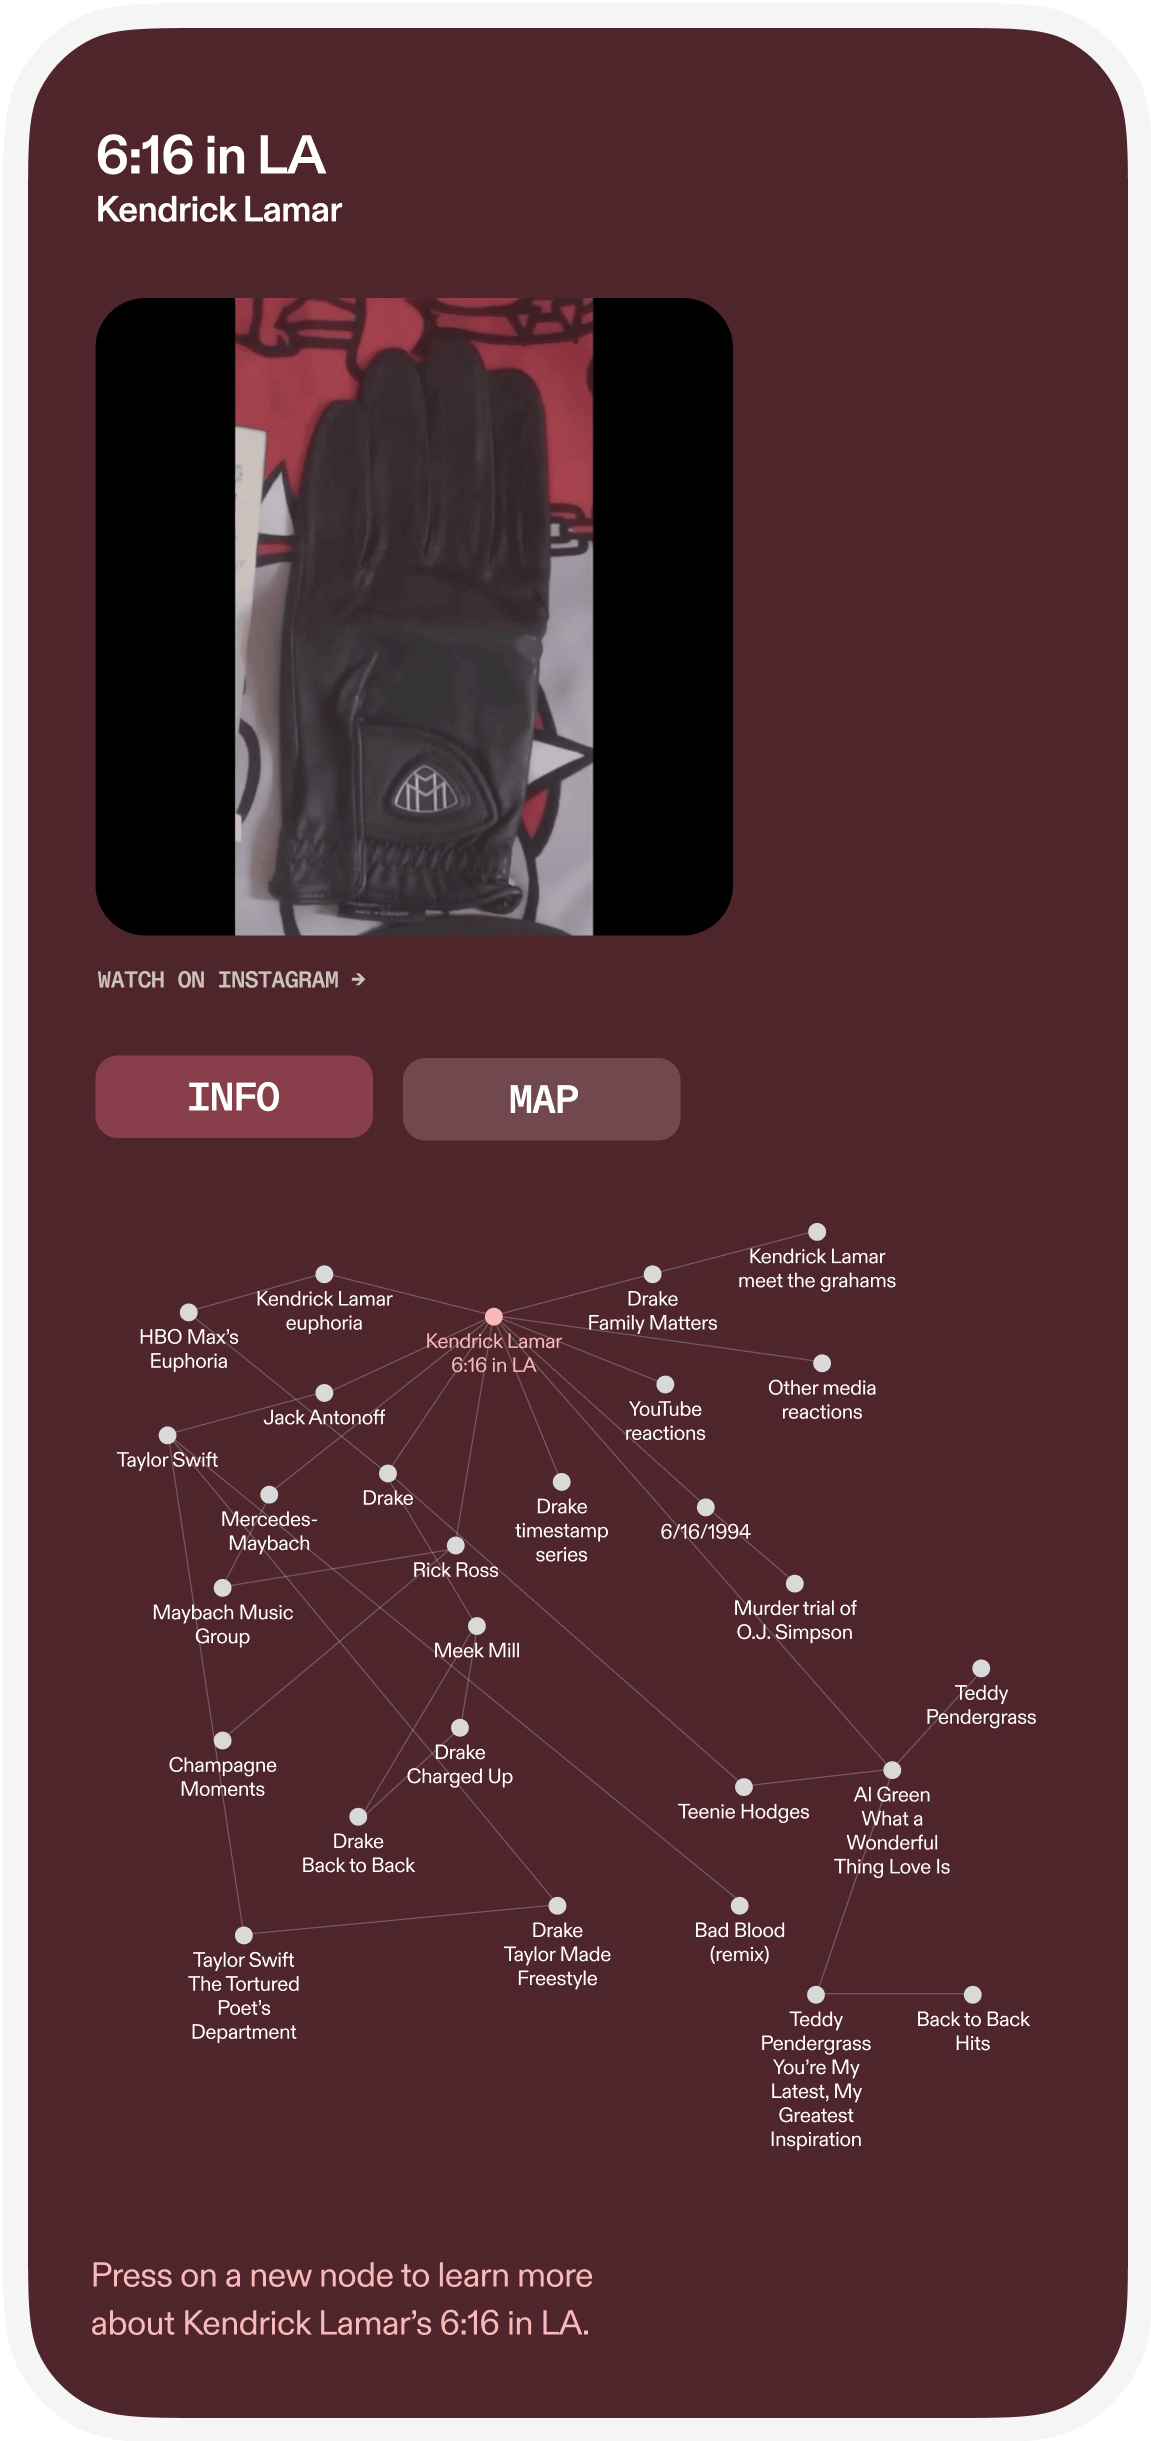 6:16 in LA
Kendrick Lamar
WATCH ON INSTAGRAM →
INFO
MAP
Kendrick Lamar
meet the grahams
Kendrick Lamar
euphoria
Drake
Family Matters
HBO Max’s
Euphoria
Kendrick Lamar
6:16 in LA
Other media
reactions
Jack Antonoff
YouTube
reactions
Taylor Swift
Drake
Mercedes-
Maybach
Drake
timestamp
series
6/16/1994
Rick Ross
Maybach Music
Group
Murder trial of
O.J. Simpson
Meek Mill
Teddy
Pendergrass
Champagne
Moments
Drake
Charged Up
Teenie Hodges
Al Green
What a
Wonderful
Thing Love Is
Drake
Back to Back
Drake
Taylor Made
Freestyle
Bad Blood
(remix)
Taylor Swift
The Tortured
Poet’s
Department
Teddy
Pendergrass
You’re My
Latest, My
Greatest
Inspiration
Back to Back
Hits
Press on a new node to learn more
about Kendrick Lamar’s 6:16 in LA.